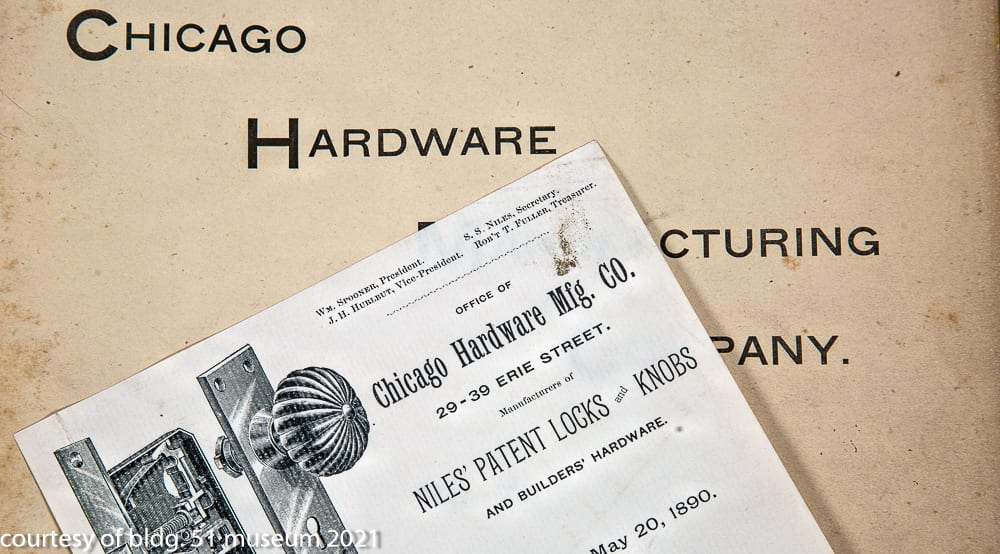 CHICAGO
HARDWARE
CTURING
PANY.
WM. SPOONER, President.
J. H. HURLBUT, Vice-President.
S. S. NILES, Secretary.
ROB'T T. FULLER, Treasurer.
OFFICE OF
Chicago Hardware Mfg. CO.
29-39 ERIE STREET.
Manufacturers of
NILES' PATENT LOCKS and KNOBS
AND BUILDERS' HARDWARE.
May 20, 1890.
courtesy of bldg. 51 museum 2021